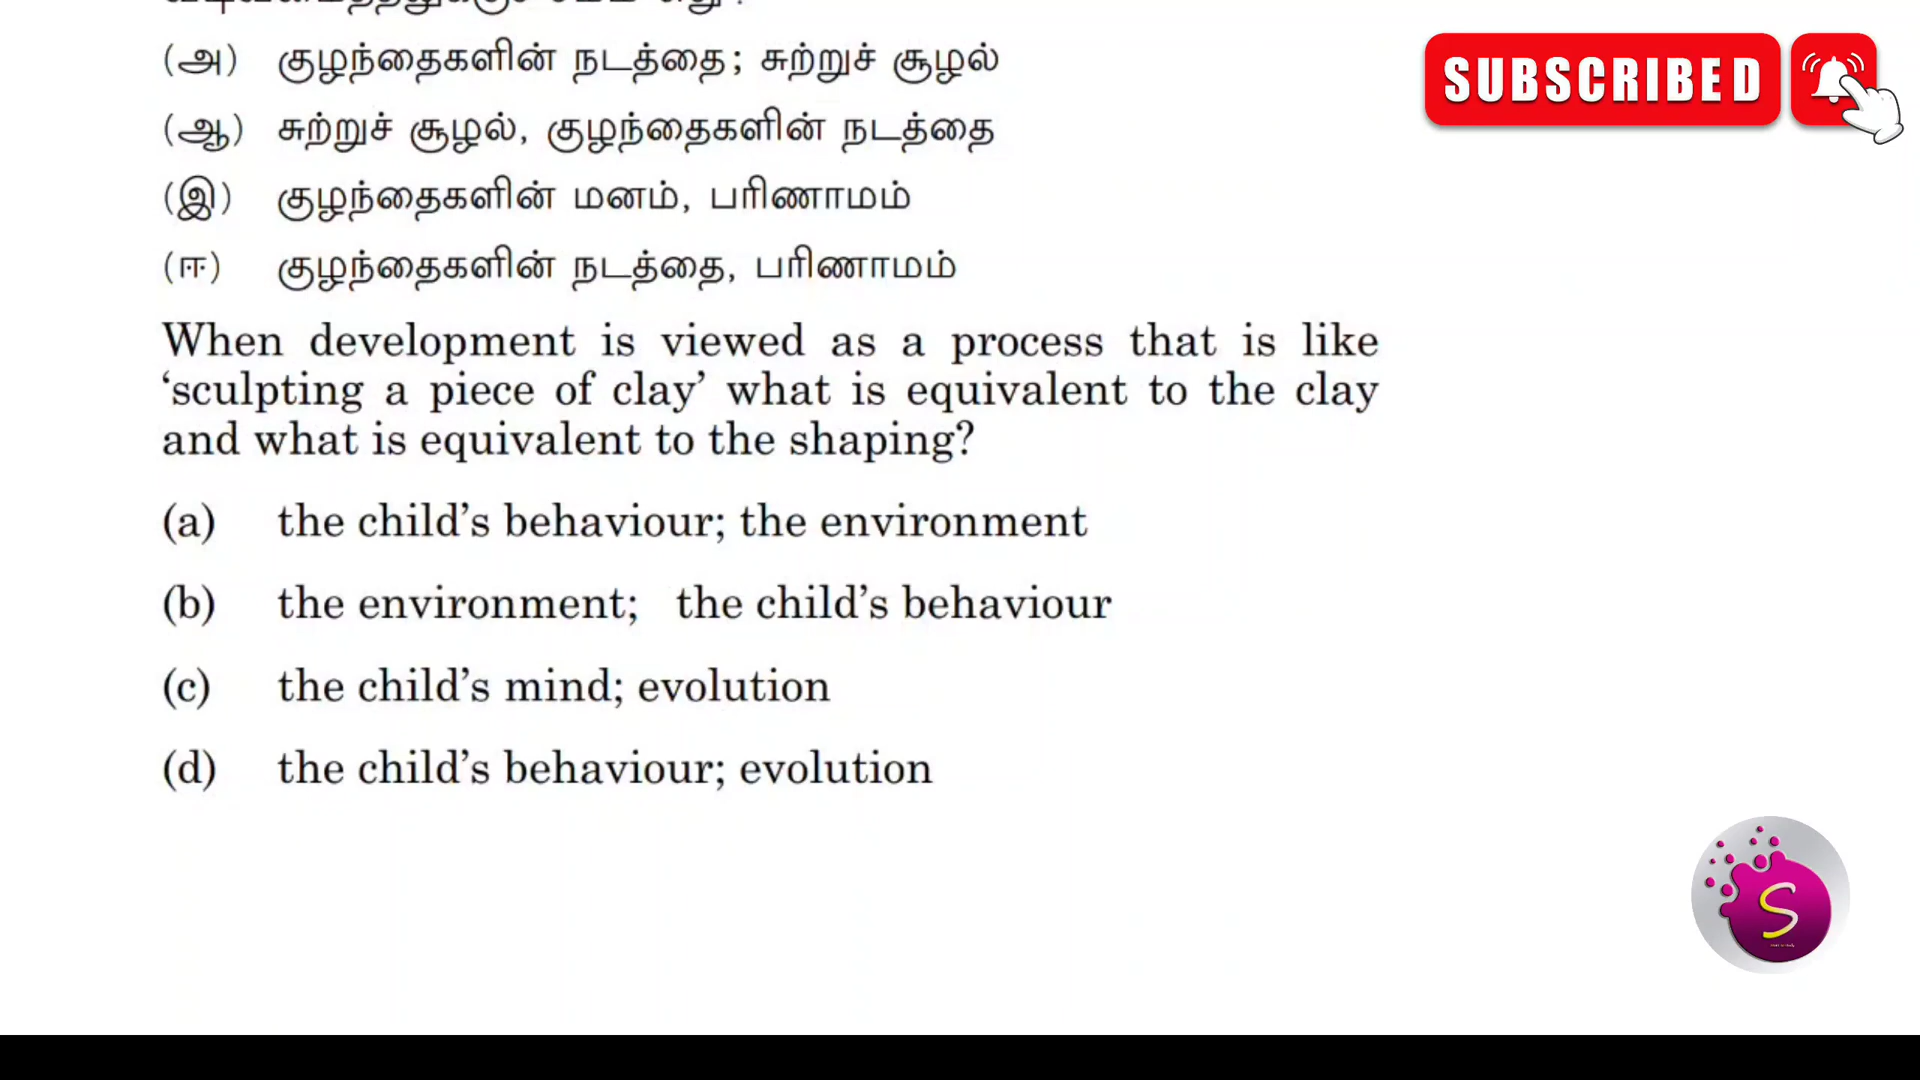 (அ) குழந்தைகளின் நடத்தை; சுற்றுச் சூழல்
SUBSCRIBED
(ஆ) சுற்றுச் சூழல், குழந்தைகளின் நடத்தை
(இ) குழந்தைகளின் மனம், பரிணாமம்
(ஈ) குழந்தைகளின் நடத்தை, பரிணாமம்
When development is viewed as a process that is like
‘sculpting a piece of clay’ what is equivalent to the clay
and what is equivalent to the shaping?
(a) the child’s behaviour; the environment
(b) the environment; the child’s behaviour
(c) the child’s mind; evolution
(d) the child’s behaviour; evolution
S